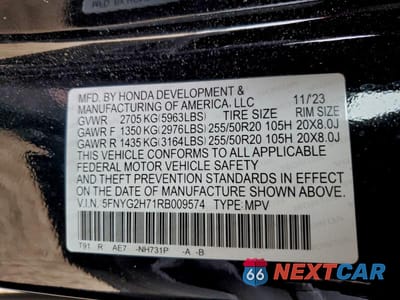 MFD. BY HONDA DEVELOPMENT &
MANUFACTURING OF AMERICA, LLC 11/23
GVWR 2705 KG (5963LBS) TIRE SIZE RIM SIZE
GAWR F 1350 KG (2976LBS) 255/50R20 105H 20X8.0J
GAWR R 1435 KG (3164LBS) 255/50R20 105H 20X8.0J
THIS VEHICLE CONFORMS TO ALL APPLICABLE
FEDERAL MOTOR VEHICLE SAFETY
AND THEFT PREVENTION STANDARDS IN EFFECT
ON THE DATE OF MANUFACTURE SHOWN ABOVE.
V.I.N. 5FNYG2H71RB009574 TYPE:MPV
T91 R AE7 -NH731P -A -B
66 NEXTCAR